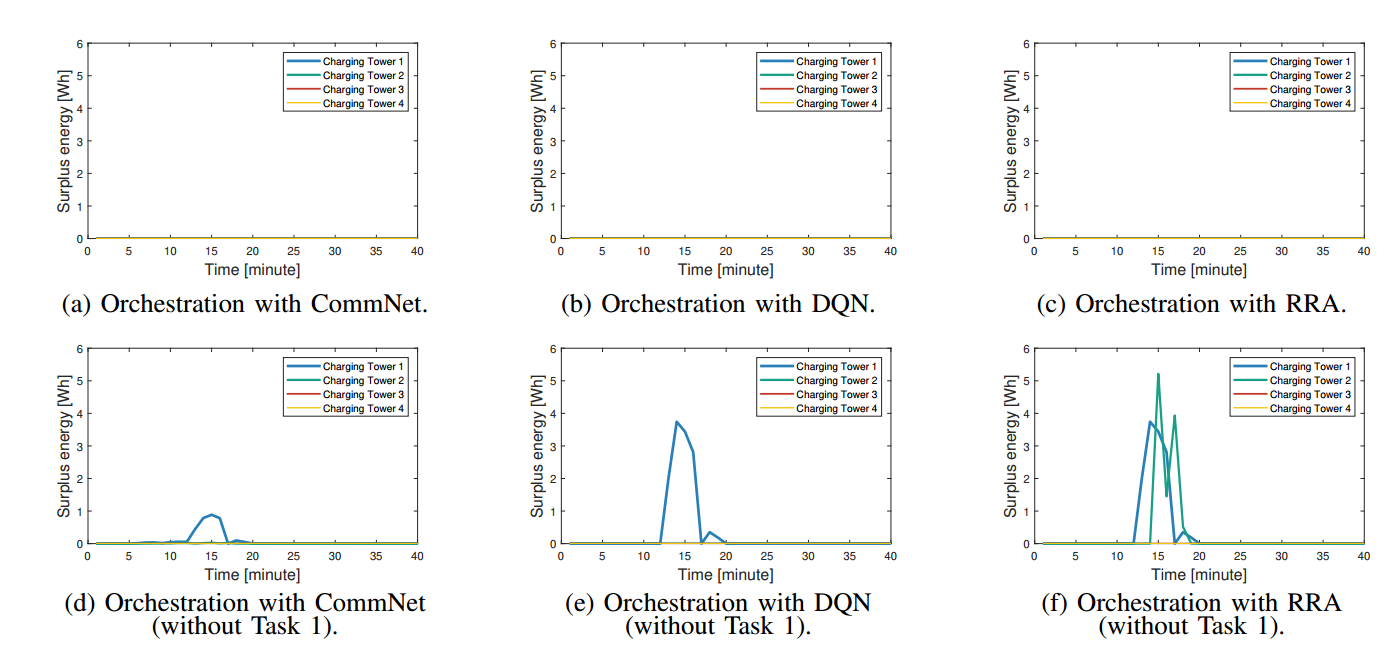 6
5
4
3
2
1
0
Surplus energy [Wh]
Charging Tower 1
Charging Tower 2
Charging Tower 3
Charging Tower 4
0 5 10 15 20 25 30 35 40
Time [minute]
(a) Orchestration with CommNet.
6
5
4
3
2
1
0
Surplus energy [Wh]
Charging Tower 1
Charging Tower 2
Charging Tower 3
Charging Tower 4
0 5 10 15 20 25 30 35 40
Time [minute]
(b) Orchestration with DQN.
6
5
4
3
2
1
0
Surplus energy [Wh]
Charging Tower 1
Charging Tower 2
Charging Tower 3
Charging Tower 4
0 5 10 15 20 25 30 35 40
Time [minute]
(c) Orchestration with RRA.
6
5
4
3
2
1
0
Surplus energy [Wh]
Charging Tower 1
Charging Tower 2
Charging Tower 3
Charging Tower 4
0 5 10 15 20 25 30 35 40
Time [minute]
(d) Orchestration with CommNet
(without Task 1).
6
5
4
3
2
1
0
Surplus energy [Wh]
Charging Tower 1
Charging Tower 2
Charging Tower 3
Charging Tower 4
0 5 10 15 20 25 30 35 40
Time [minute]
(e) Orchestration with DQN
(without Task 1).
6
5
4
3
2
1
0
Surplus energy [Wh]
Charging Tower 1
Charging Tower 2
Charging Tower 3
Charging Tower 4
0 5 10 15 20 25 30 35 40
Time [minute]
(f) Orchestration with RRA
(without Task 1).